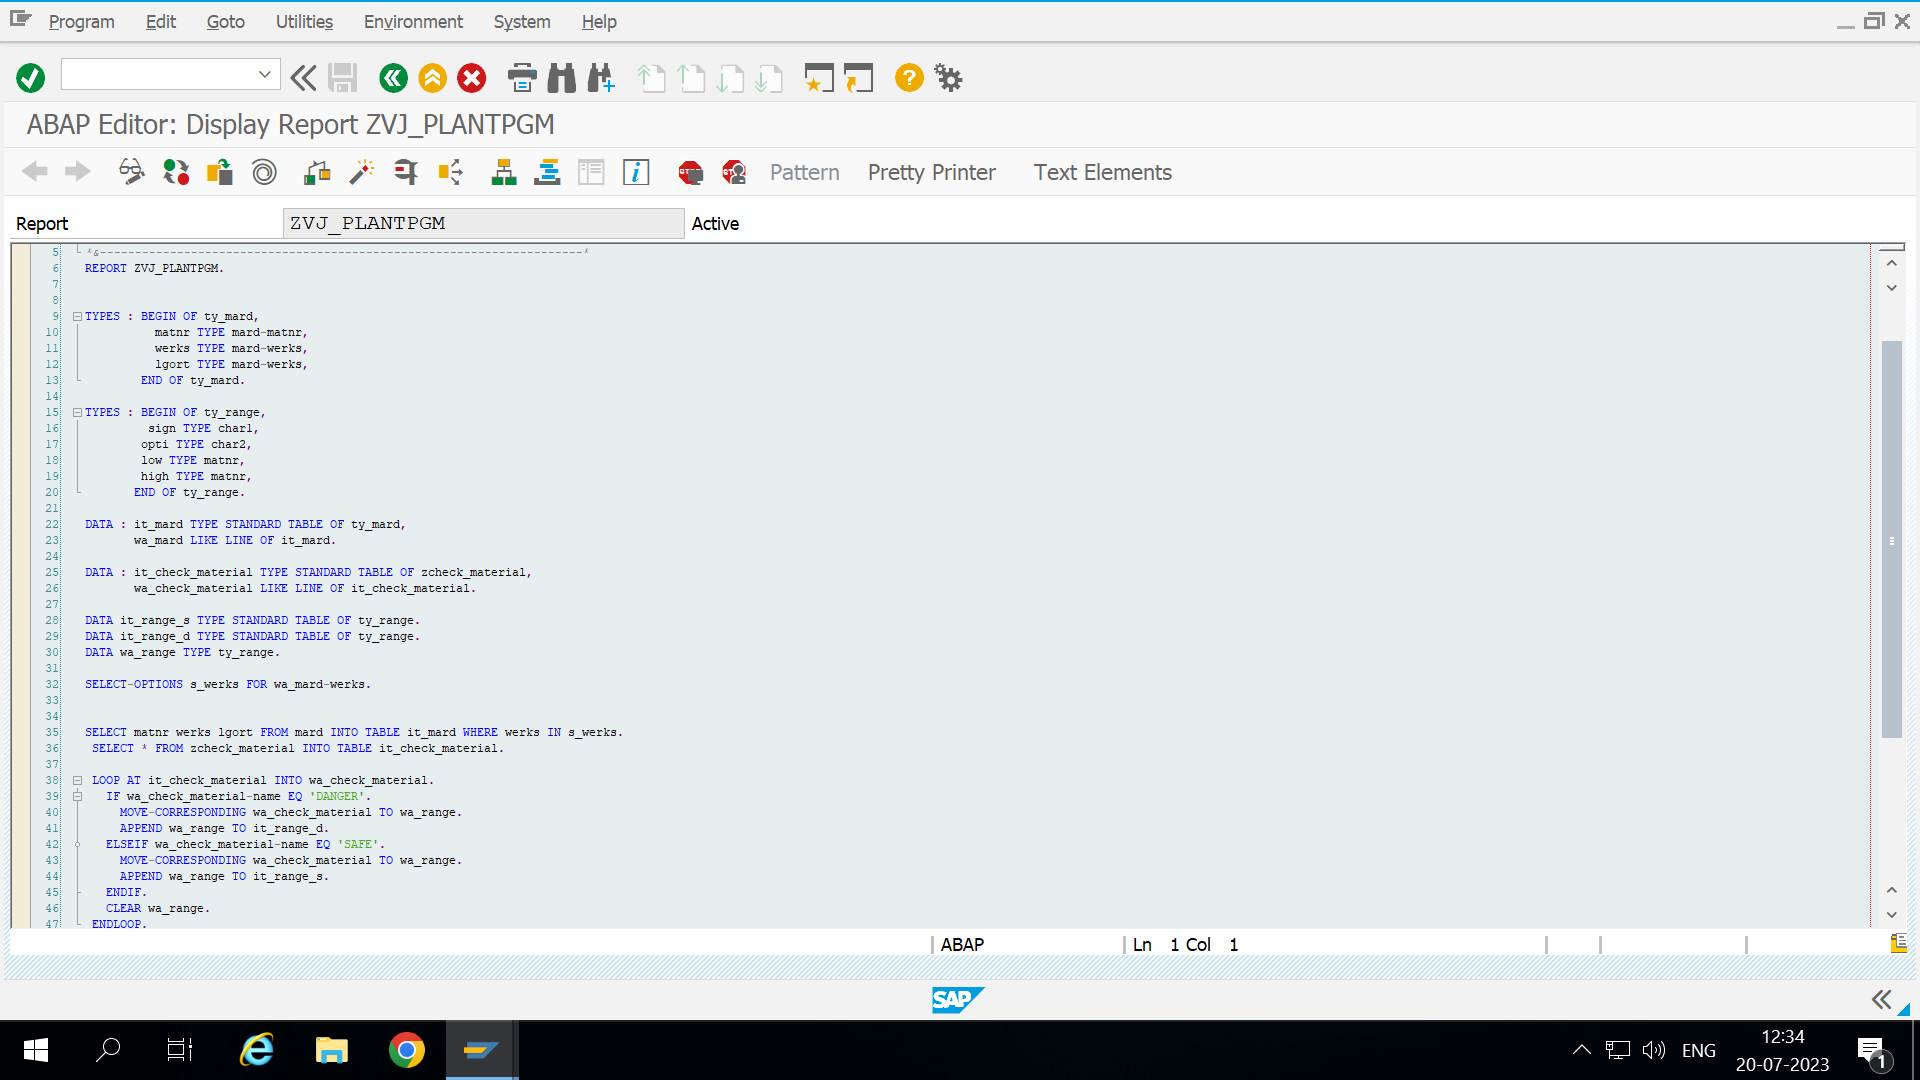 Program Edit Goto Utilities Environment System Help
ABAP Editor: Display Report ZVJ_PLANTPGM
Pattern Pretty Printer Text Elements
Report ZVJ_PLANTPGM Active
5 *&---------------------------------------------------------------------*
6 REPORT ZVJ_PLANTPGM.
7
8
9 TYPES : BEGIN OF ty_mard,
10 matnr TYPE mard-matnr,
11 werks TYPE mard-werks,
12 lgort TYPE mard-werks,
13 END OF ty_mard.
14
15 TYPES : BEGIN OF ty_range,
16 sign TYPE char1,
17 opti TYPE char2,
18 low TYPE matnr,
19 high TYPE matnr,
20 END OF ty_range.
21
22 DATA : it_mard TYPE STANDARD TABLE OF ty_mard,
23 wa_mard LIKE LINE OF it_mard.
24
25 DATA : it_check_material TYPE STANDARD TABLE OF zcheck_material,
26 wa_check_material LIKE LINE OF it_check_material.
27
28 DATA it_range_s TYPE STANDARD TABLE OF ty_range.
29 DATA it_range_d TYPE STANDARD TABLE OF ty_range.
30 DATA wa_range TYPE ty_range.
31
32 SELECT-OPTIONS s_werks FOR wa_mard-werks.
33
34
35 SELECT matnr werks lgort FROM mard INTO TABLE it_mard WHERE werks IN s_werks.
36 SELECT * FROM zcheck_material INTO TABLE it_check_material.
37
38 LOOP AT it_check_material INTO wa_check_material.
39 IF wa_check_material-name EQ 'DANGER'.
40 MOVE-CORRESPONDING wa_check_material TO wa_range.
41 APPEND wa_range TO it_range_d.
42 ELSEIF wa_check_material-name EQ 'SAFE'.
43 MOVE-CORRESPONDING wa_check_material TO wa_range.
44 APPEND wa_range TO it_range_s.
45 ENDIF.
46 CLEAR wa_range.
47 ENDLOOP.
ABAP Ln 1 Col 1
SAP
ENG
12:34
20-07-2023
1